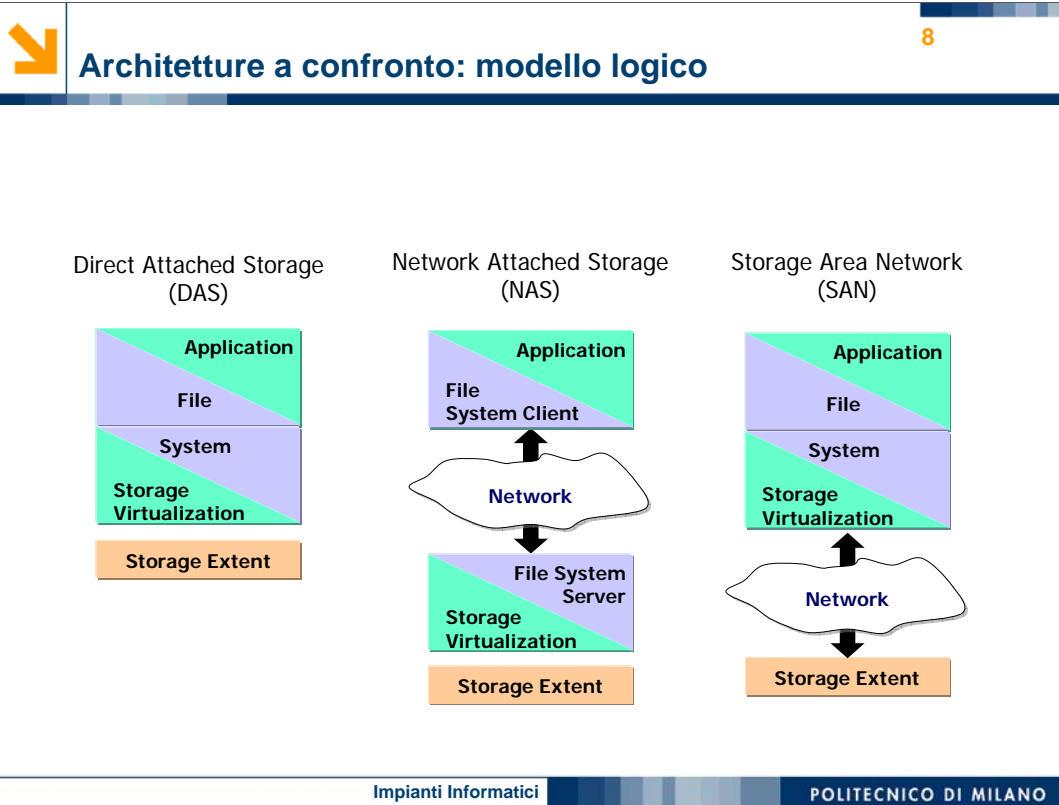 8
Architetture a confronto: modello logico
Direct Attached Storage
(DAS)
Application
File
System
Storage
Virtualization
Storage Extent
Network Attached Storage
(NAS)
Application
File
System Client
Network
File System
Server
Storage
Virtualization
Storage Extent
Storage Area Network
(SAN)
Application
File
System
Storage
Virtualization
Network
Storage Extent
Impianti Informatici
POLITECNICO DI MILANO